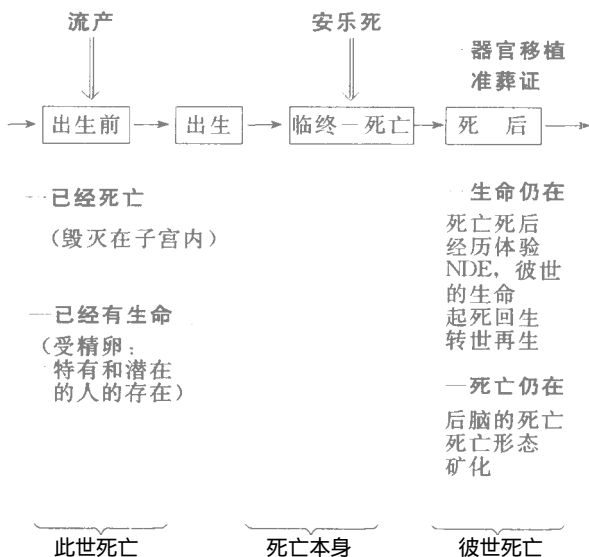 流产
安乐死
器官移植
准葬证
出生前
出生
临终－死亡
死 后
—已经死亡
（毁灭在子宫内）
—已经有生命
（受精卵：
特有和潜在
的人的存在）
—生命仍在
死亡死后
经历体验
NDE，彼世
的生命
起死回生
转世再生
—死亡仍在
后脑的死亡
死亡形态
矿化
此世死亡
死亡本身
彼世死亡